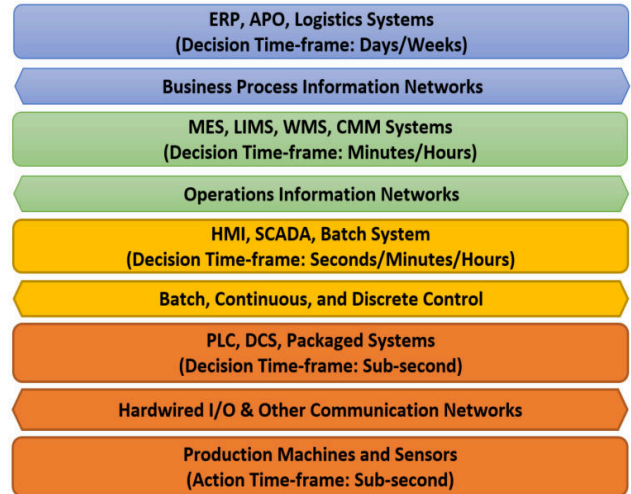 ERP, APO, Logistics Systems
(Decision Time-frame: Days/Weeks)
Business Process Information Networks
MES, LIMS, WMS, CMM Systems
(Decision Time-frame: Minutes/Hours)
Operations Information Networks
HMI, SCADA, Batch System
(Decision Time-frame: Seconds/Minutes/Hours)
Batch, Continuous, and Discrete Control
PLC, DCS, Packaged Systems
(Decision Time-frame: Sub-second)
Hardwired I/O & Other Communication Networks
Production Machines and Sensors
(Action Time-frame: Sub-second)